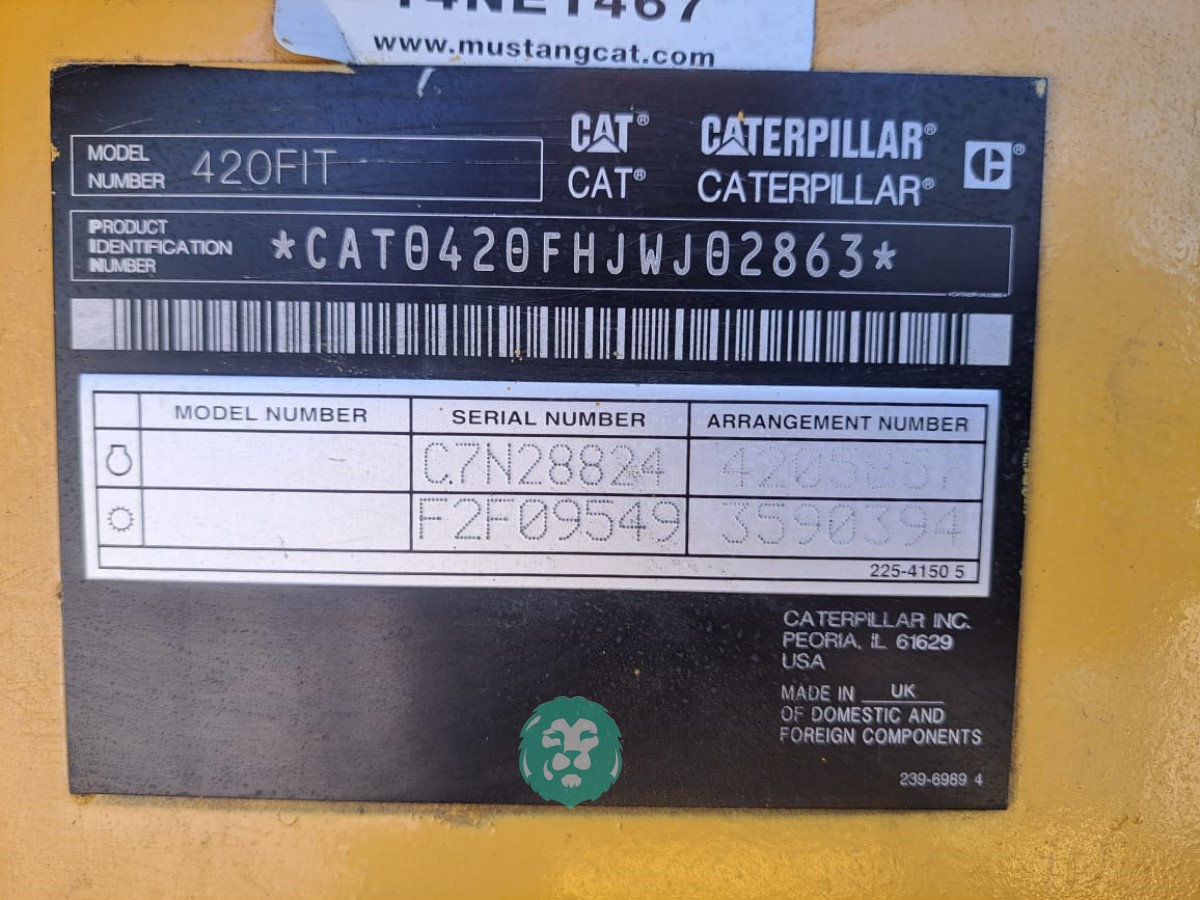 14NE1467
www.mustangcat.com
CAT® CATERPILLAR®
CAT® CATERPILLAR®
MODEL NUMBER 420FIT
PRODUCT IDENTIFICATION NUMBER *CAT0420FHJWJ02863*
MODEL NUMBER SERIAL NUMBER ARRANGEMENT NUMBER
C7N28824
F2F09549 3590394
225-4150 5
CATERPILLAR INC.
PEORIA, IL 61629
USA
MADE IN UK
OF DOMESTIC AND
FOREIGN COMPONENTS
239-6989 4